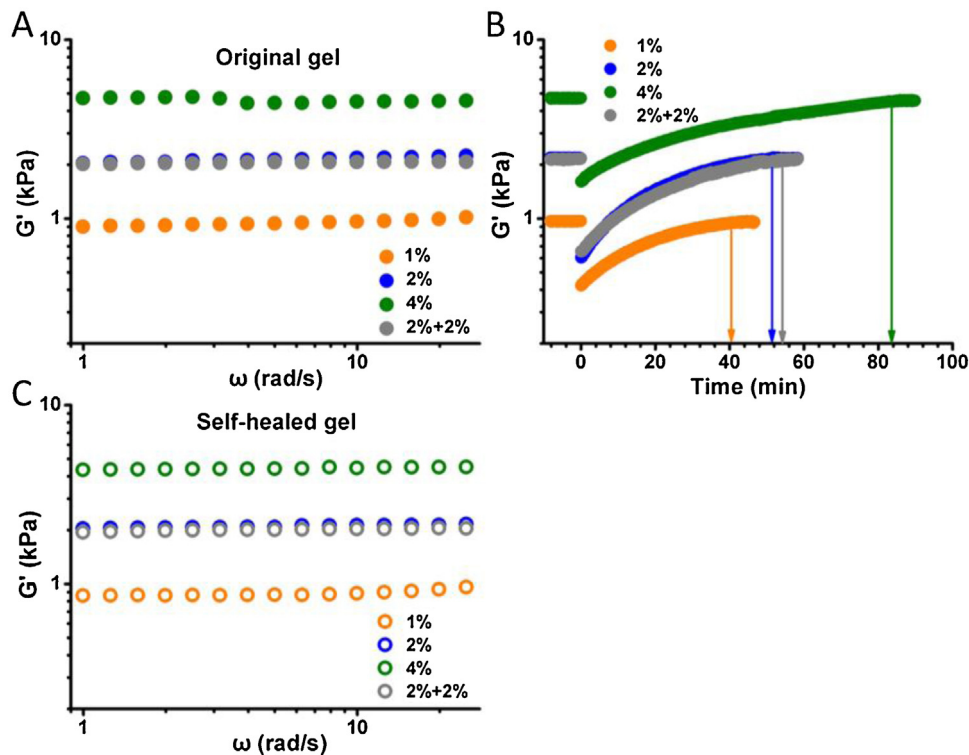 A
10
Original gel
G' (kPa)
1
1%
2%
4%
2%+2%
1
10
ω (rad/s)
B
10
1%
2%
4%
2%+2%
G' (kPa)
1
0
20
40
60
80
100
Time (min)
C
10
Self-healed gel
G' (kPa)
1
1%
2%
4%
2%+2%
1
10
ω (rad/s)